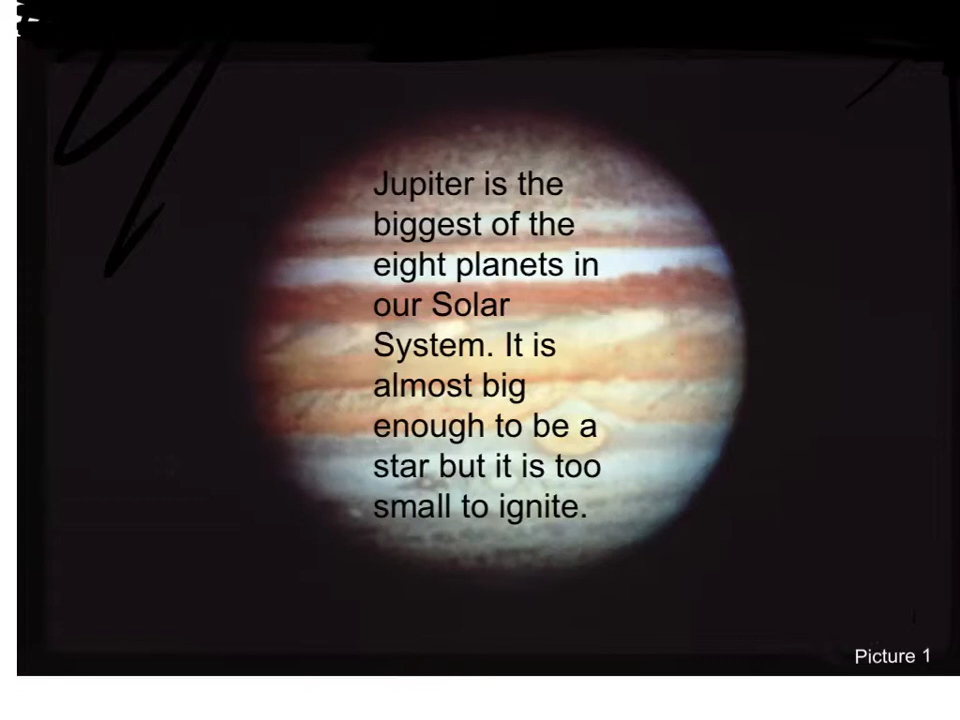 Jupiter is the
biggest of the
eight planets in
our Solar
System. It is
almost big
enough to be a
star but it is too
small to ignite.
Picture 1